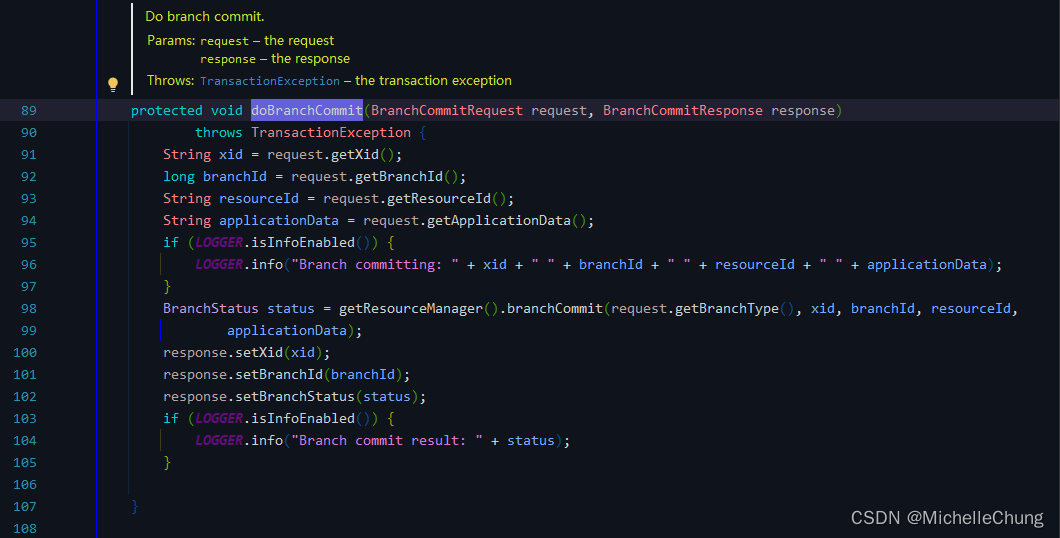 Do branch commit.
Params: request – the request
response – the response
Throws: TransactionException – the transaction exception
89 protected void doBranchCommit(BranchCommitRequest request, BranchCommitResponse response)
90 throws TransactionException {
91 String xid = request.getXid();
92 long branchId = request.getBranchId();
93 String resourceId = request.getResourceId();
94 String applicationData = request.getApplicationData();
95 if (LOGGER.isInfoEnabled()) {
96 LOGGER.info("Branch committing: " + xid + " " + branchId + " " + resourceId + " " + applicationData);
97 }
98 BranchStatus status = getResourceManager().branchCommit(request.getBranchType(), xid, branchId, resourceId,
99 applicationData);
100 response.setXid(xid);
101 response.setBranchId(branchId);
102 response.setBranchStatus(status);
103 if (LOGGER.isInfoEnabled()) {
104 LOGGER.info("Branch commit result: " + status);
105 }
106
107 }
108
CSDN @MichelleChung